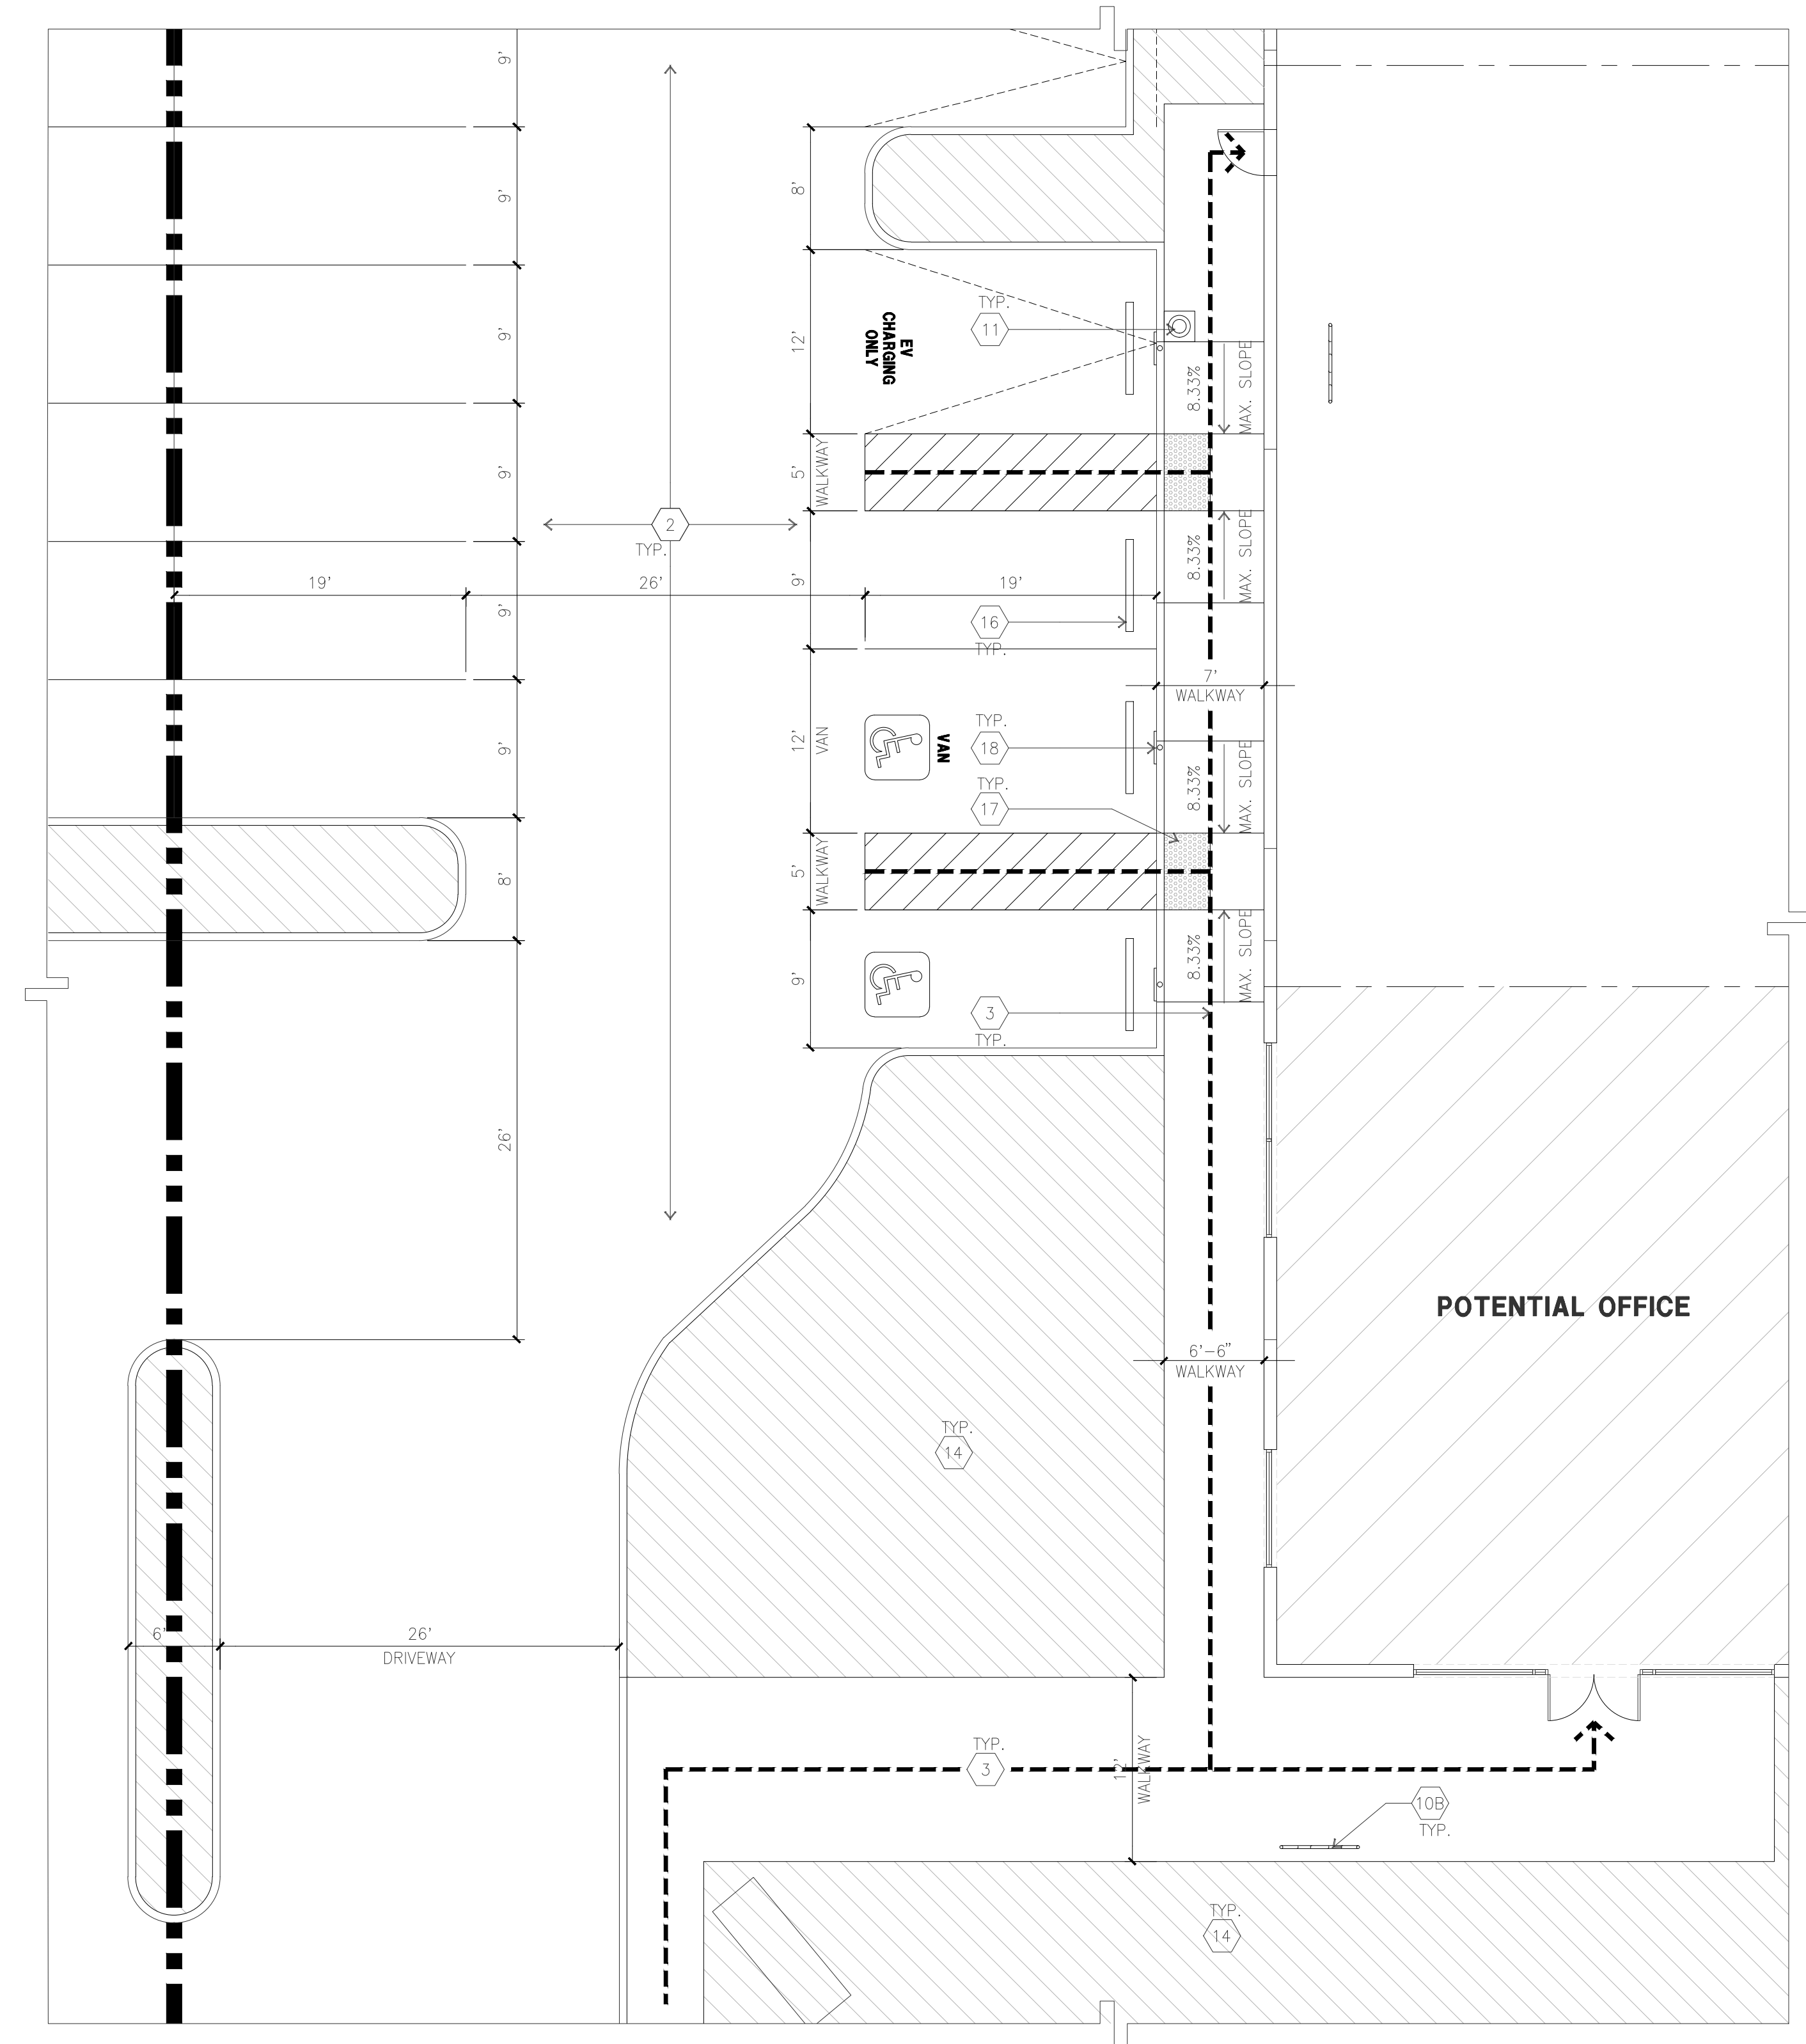 9'
9'
8'
9'
12'
EV
CHARGING
ONLY
TYP.
11
8.33%
MAX. SLOPE
9'
5'
WALKWAY
2
TYP.
8.33%
MAX. SLOPE
19'
26'
9'
19'
9'
16
TYP.
7'
WALKWAY
9'
12'
VAN
VAN
TYP.
18
8.33%
MAX. SLOPE
TYP.
17
8'
5'
WALKWAY
9'
8.33%
MAX. SLOPE
3
TYP.
26'
POTENTIAL OFFICE
6'-6"
WALKWAY
TYP.
14
6'
26'
DRIVEWAY
TYP.
3
12'
WALKWAY
10B
TYP.
TYP.
14